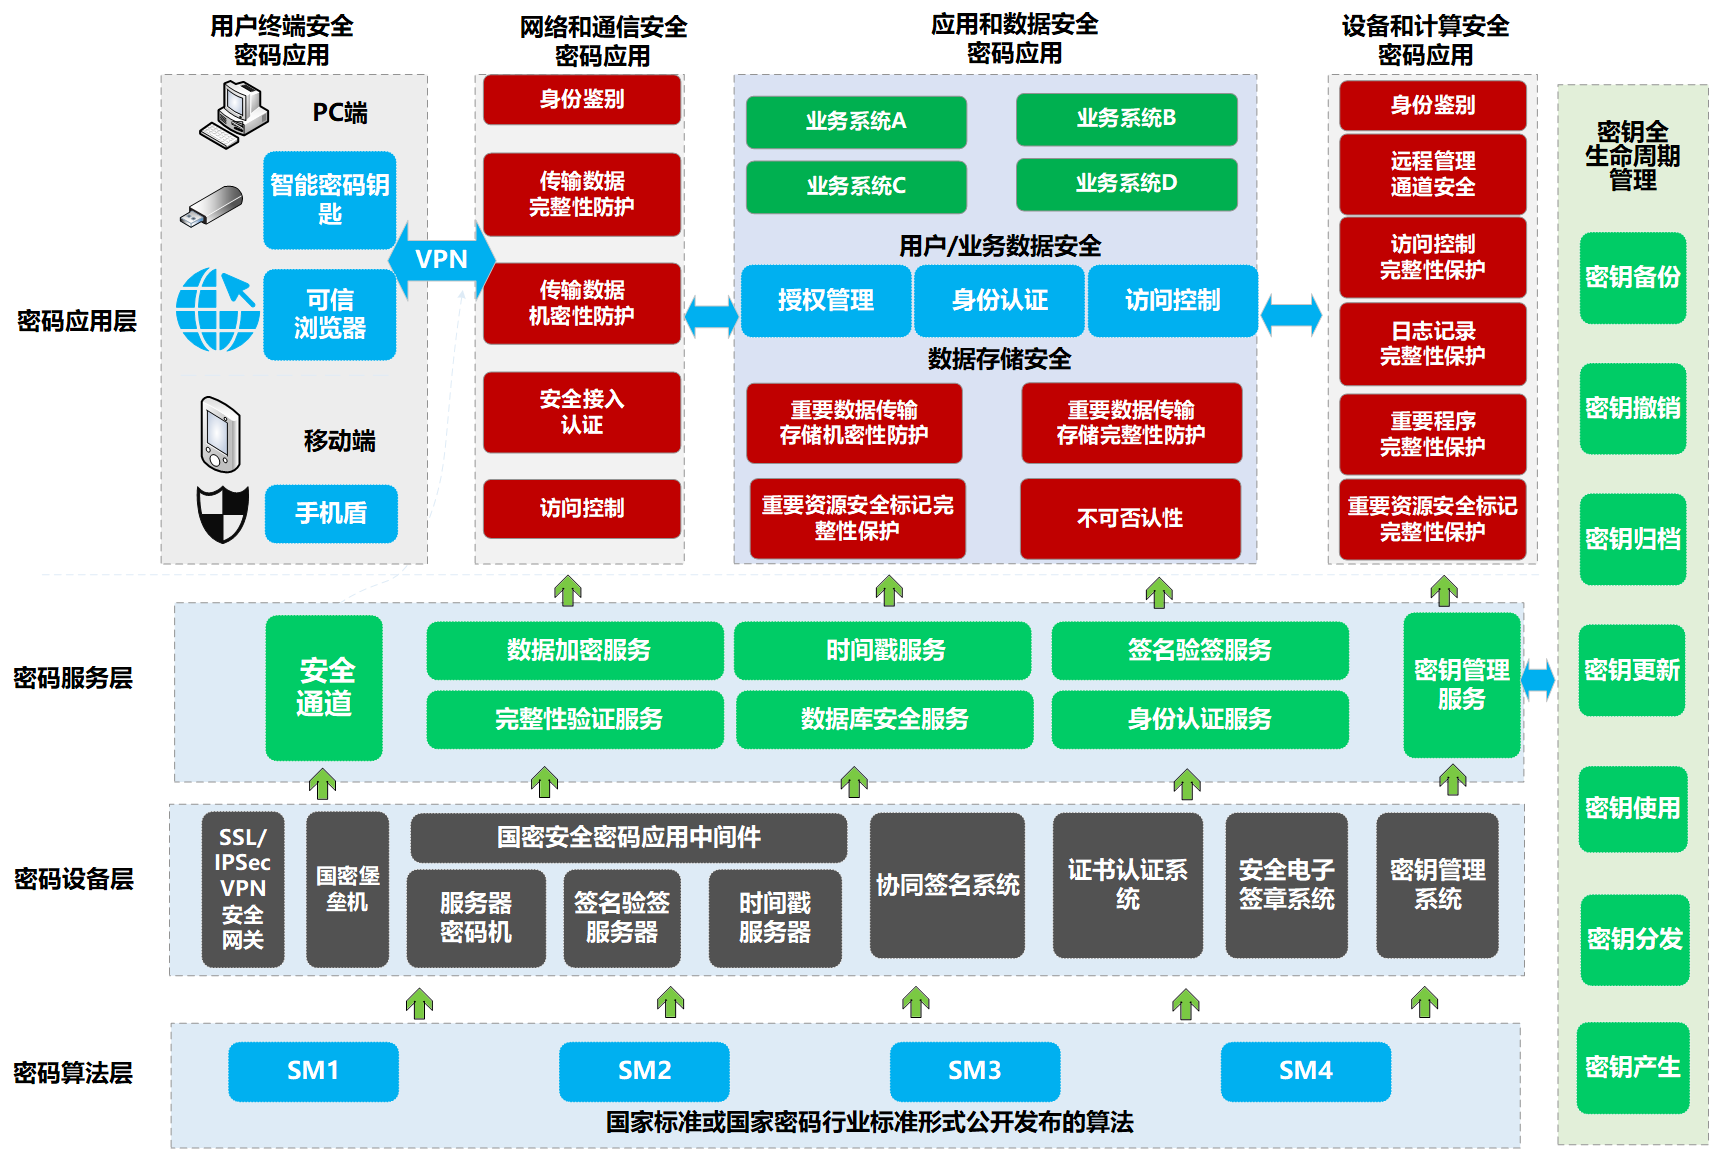 用户终端安全
密码应用
网络和通信安全
密码应用
应用和数据安全
密码应用
设备和计算安全
密码应用
密码应用层
PC端
智能密码钥
匙
可信
浏览器
移动端
手机盾
VPN
身份鉴别
传输数据
完整性防护
传输数据
机密性防护
安全接入
认证
访问控制
业务系统A
业务系统B
业务系统C
业务系统D
用户/业务数据安全
授权管理
身份认证
访问控制
数据存储安全
重要数据传输
存储机密性防护
重要数据传输
存储完整性防护
重要资源安全标记完
整性保护
不可否认性
身份鉴别
远程管理
通道安全
访问控制
完整性保护
日志记录
完整性保护
重要程序
完整性保护
重要资源安全标记
完整性保护
密钥全
生命周期
管理
密钥备份
密钥撤销
密钥归档
密钥更新
密钥使用
密钥分发
密钥产生
密码服务层
安全
通道
数据加密服务
时间戳服务
签名验签服务
完整性验证服务
数据库安全服务
身份认证服务
密钥管理
服务
密码设备层
SSL/
IPSec
VPN
安全
网关
国密堡
垒机
国密安全密码应用中间件
服务器
密码机
签名验签
服务器
时间戳
服务器
协同签名系统
证书认证系
统
安全电子
签章系统
密钥管理
系统
密码算法层
SM1
SM2
SM3
SM4
国家标准或国家密码行业标准形式公开发布的算法